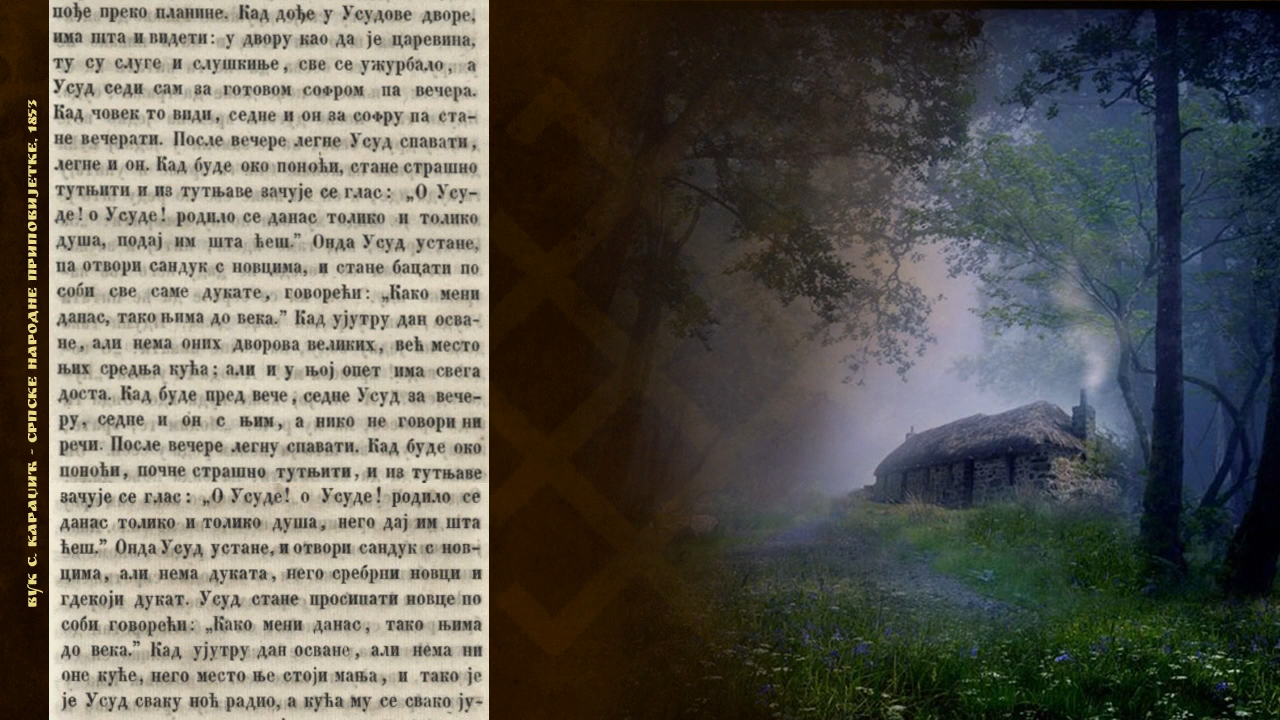 пође преко планине. Кад дође у Усудове дворе,
има шта и видети: у двору као да је царевина,
ту су слуге и слушкиње, све се ужурбало, а
Усуд седи сам за готовом софром па вечера.
Кад човек то види, седне и он за софру па ста-
не вечерати. После вечере легне Усуд спавати,
легне и он. Кад буде око поноћи, стане страшно
тутњити и из тутњаве зачује се глас: „О Усу-
де! о Усуде! родило се данас толико и толико
душа, подај им шта ћеш.” Онда Усуд устане,
па отвори сандук с новцима, и стане бацати по
соби све саме дукате, говорећи: „Како мени
данас, тако њима до века.” Кад ујутру дан осва-
не, али нема оних дворова великих, већ место
њих средња кућа; али и у њој опет има свега
доста. Кад буде пред вече, седне Усуд за вече-
ру, седне и он с њим, а нико не говори ни
речи. После вечере легну спавати. Кад буде око
поноћи, почне страшно тутњити, и из тутњаве
зачује се глас: „О Усуде! о Усуде! родило се
данас толико и толико душа, него дај им шта
ћеш.” Онда Усуд устане, и отвори сандук с нов-
цима, али нема дуката, него сребрни новци и
гдекоји дукат. Усуд стане просипати новце по
соби говорећи: „Како мени данас, тако њима
до века.” Кад ујутру дан осване, али нема ни
оне куће, него место ње стоји мања, и тако је
је Усуд сваку ноћ радио, а кућа му се свако ју-
ВУК С. КАРАЏИЋ - СРПСКЕ НАРОДНЕ ПРИПОВИЈЕТКЕ, 1853